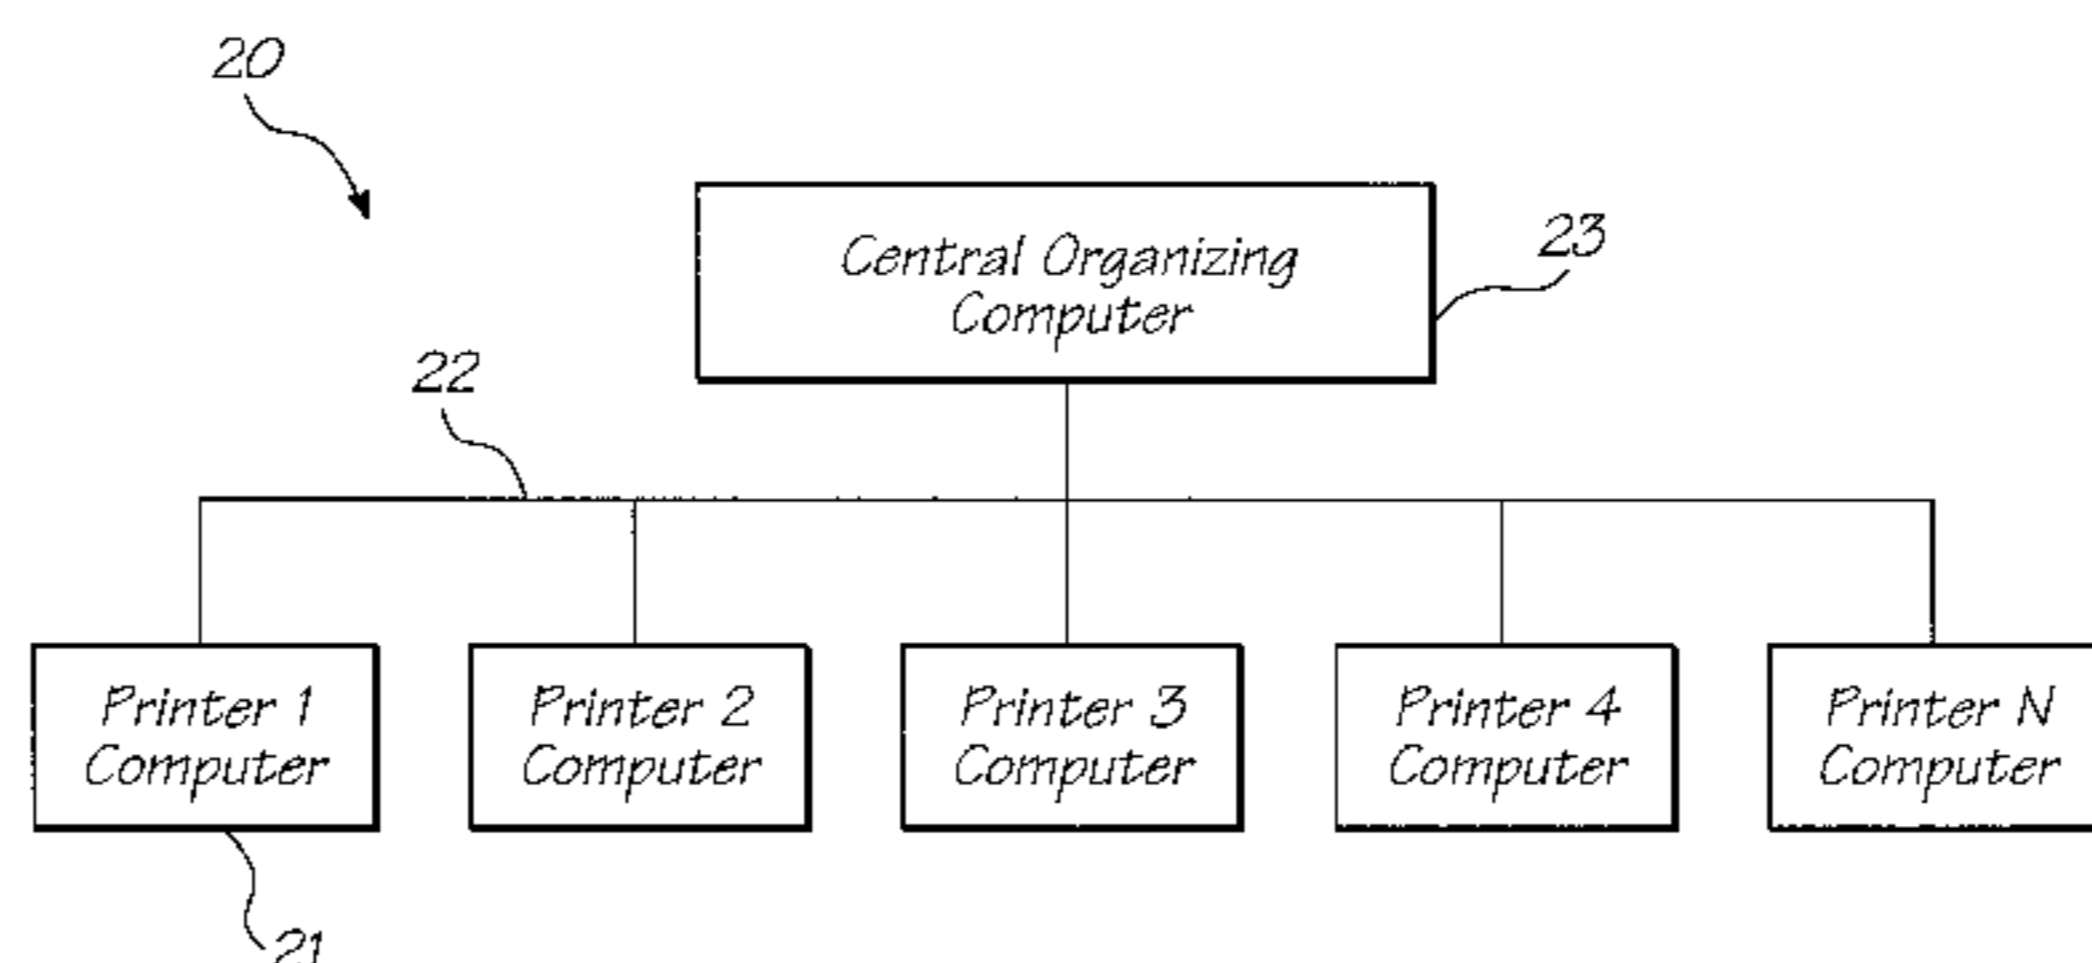 20
Central Organizing
Computer
23
22
Printer 1
Computer
Printer 2
Computer
Printer 3
Computer
Printer 4
Computer
Printer N
Computer
21